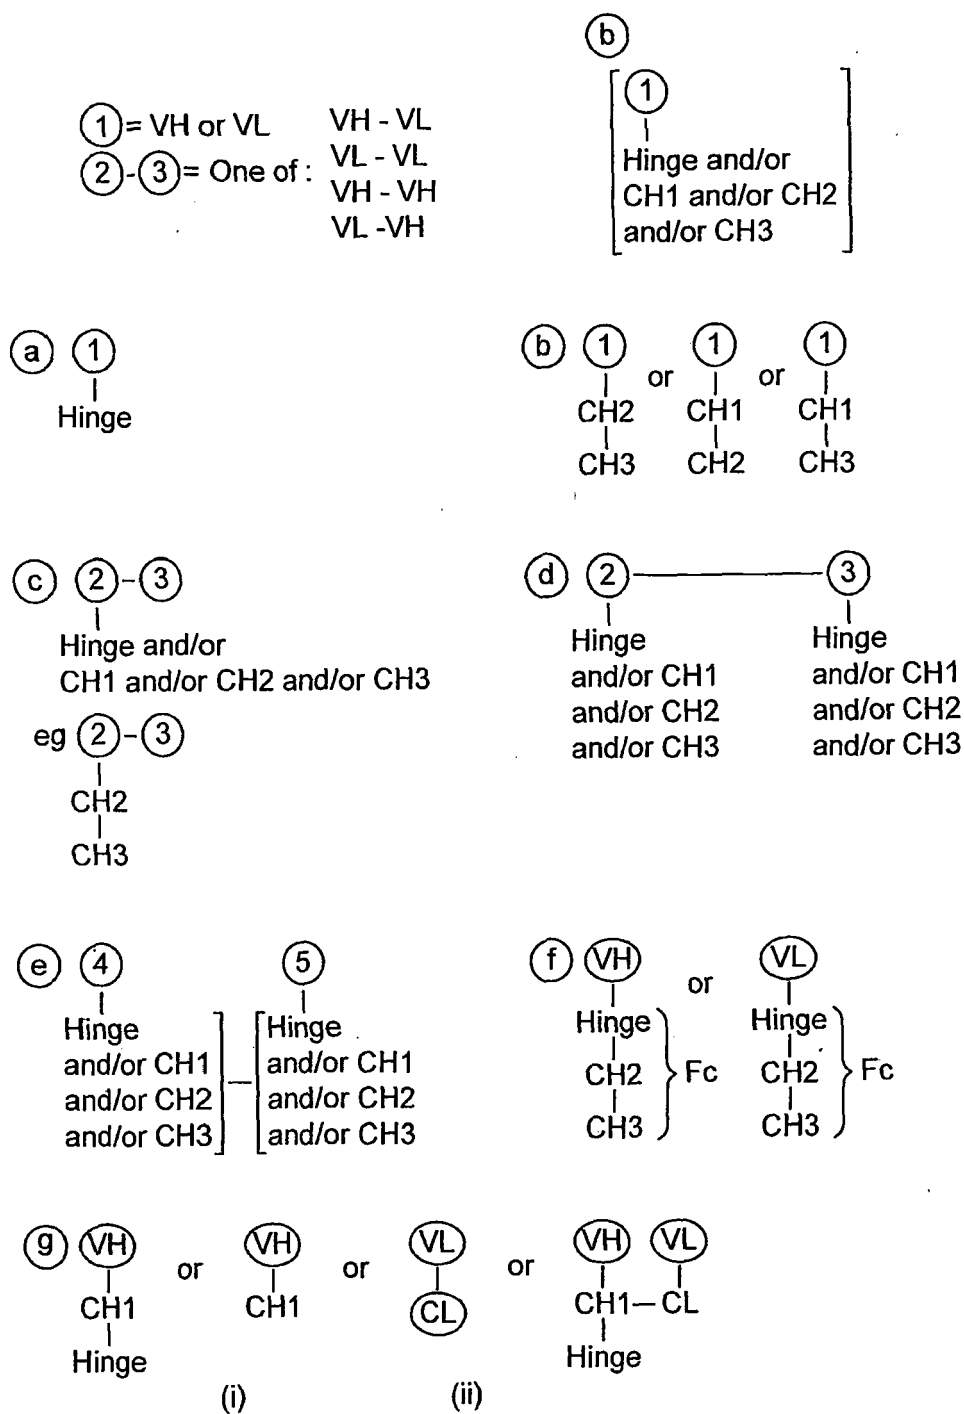 b
1 = VH or VL
2 - 3 = One of :
VH - VL
VL - VL
VH - VH
VL -VH
1
Hinge and/or
CH1 and/or CH2
and/or CH3
a 1
Hinge
b 1 or 1 or 1
CH2 CH1 CH1
CH3 CH2 CH3
c 2 - 3
Hinge and/or
CH1 and/or CH2 and/or CH3
eg 2 - 3
CH2
CH3
d 2 3
Hinge Hinge
and/or CH1 and/or CH1
and/or CH2 and/or CH2
and/or CH3 and/or CH3
e 4 5
Hinge Hinge
and/or CH1 and/or CH1
and/or CH2 and/or CH2
and/or CH3 and/or CH3
f VH or VL
Hinge Hinge
CH2 Fc CH2 Fc
CH3 CH3
g VH or VH or VL or VH VL
CH1 CH1 CL CH1 – CL
Hinge Hinge
(i) (ii)